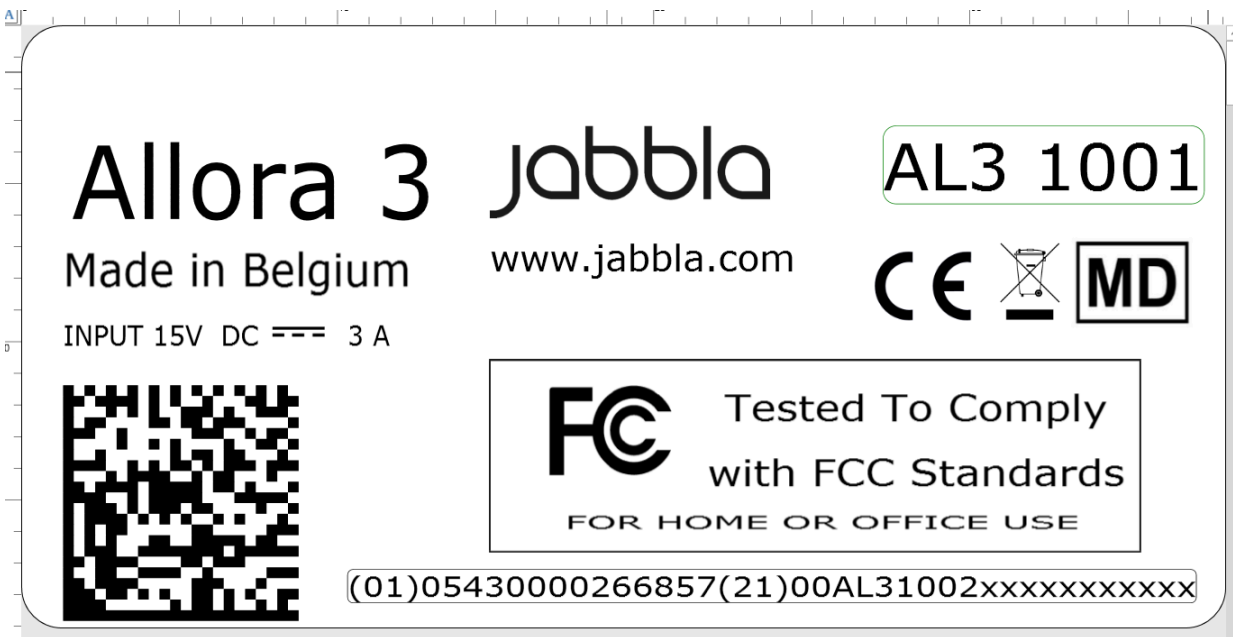 Allora 3
jabbla
AL3 1001
Made in Belgium
www.jabbla.com
CE
MD
INPUT 15V DC 3 A
FC
Tested To Comply
with FCC Standards
FOR HOME OR OFFICE USE
(01)05430000266857(21)00AL31002xxxxxxxxxxx